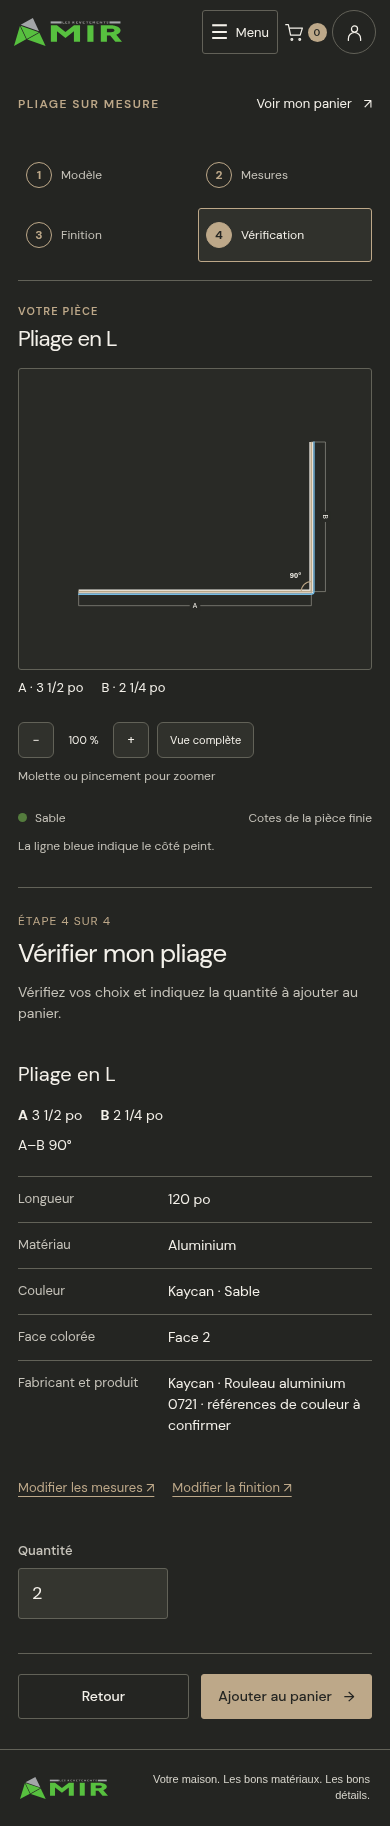 AMIR
Menu
0
PLIAGE SUR MESURE
Voir mon panier
1 Modèle
2 Mesures
3 Finition
4 Vérification
VOTRE PIÈCE
Pliage en L
B
90°
A
A · 3 1/2 po B · 2 1/4 po
− 100 % + Vue complète
Molette ou pincement pour zoomer
Sable
Cotes de la pièce finie
La ligne bleue indique le côté peint.
ÉTAPE 4 SUR 4
Vérifier mon pliage
Vérifiez vos choix et indiquez la quantité à ajouter au
panier.
Pliage en L
A 3 1/2 po B 2 1/4 po
A–B 90°
Longueur 120 po
Matériau Aluminium
Couleur Kaycan · Sable
Face colorée Face 2
Fabricant et produit Kaycan · Rouleau aluminium
0721 · références de couleur à
confirmer
Modifier les mesures Modifier la finition
Quantité
2
Retour
Ajouter au panier
AMIR
Votre maison. Les bons matériaux. Les bons
détails.